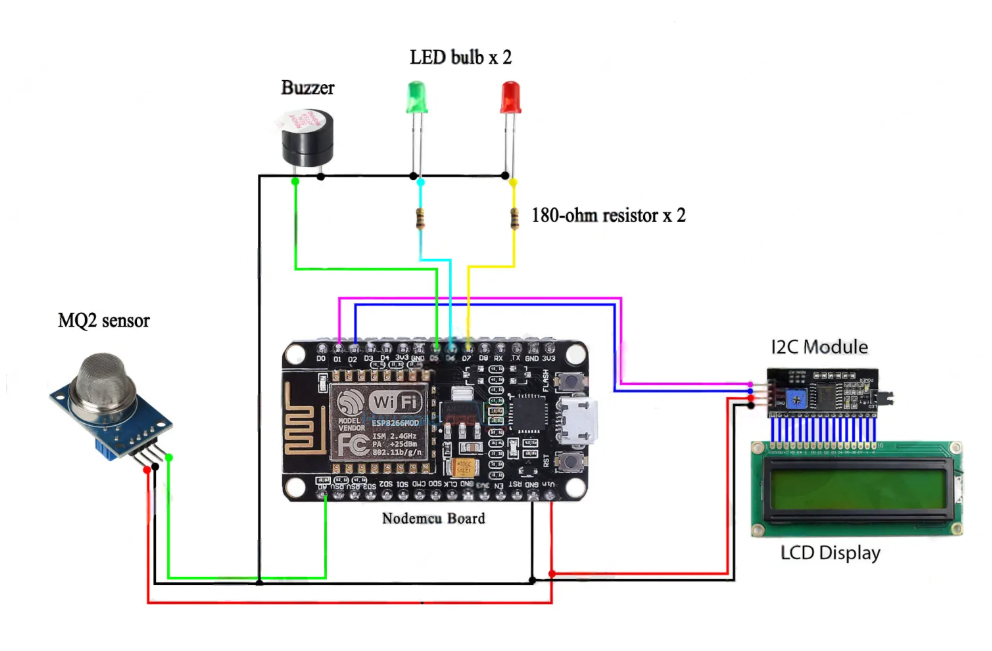 LED bulb x 2
Buzzer
180-ohm resistor x 2
MQ2 sensor
I2C Module
D0 D1 D2 D3 D4 3V3 GND D5 D6 D7 D8 RX TX GND 3V3
FLASH
WiFi
MODEL
VENDOR
ESP8266MOD
FC
ISM 2.4GHz
PA +25dBm
802.11b/g/n
RST
A0 RSV RSV SD3 SD2 SD1 CMD SD0 CLK GND 3V3 EN RST GND Vin
Nodemcu Board
LCD Display